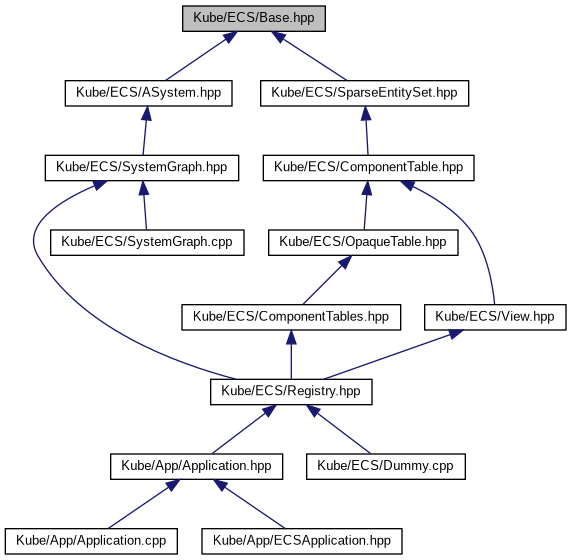 Kube/ECS/Base.hpp
Kube/ECS/ASystem.hpp
Kube/ECS/SparseEntitySet.hpp
Kube/ECS/SystemGraph.hpp
Kube/ECS/ComponentTable.hpp
Kube/ECS/SystemGraph.cpp
Kube/ECS/OpaqueTable.hpp
Kube/ECS/ComponentTables.hpp
Kube/ECS/View.hpp
Kube/ECS/Registry.hpp
Kube/App/Application.hpp
Kube/ECS/Dummy.cpp
Kube/App/Application.cpp
Kube/App/ECSApplication.hpp